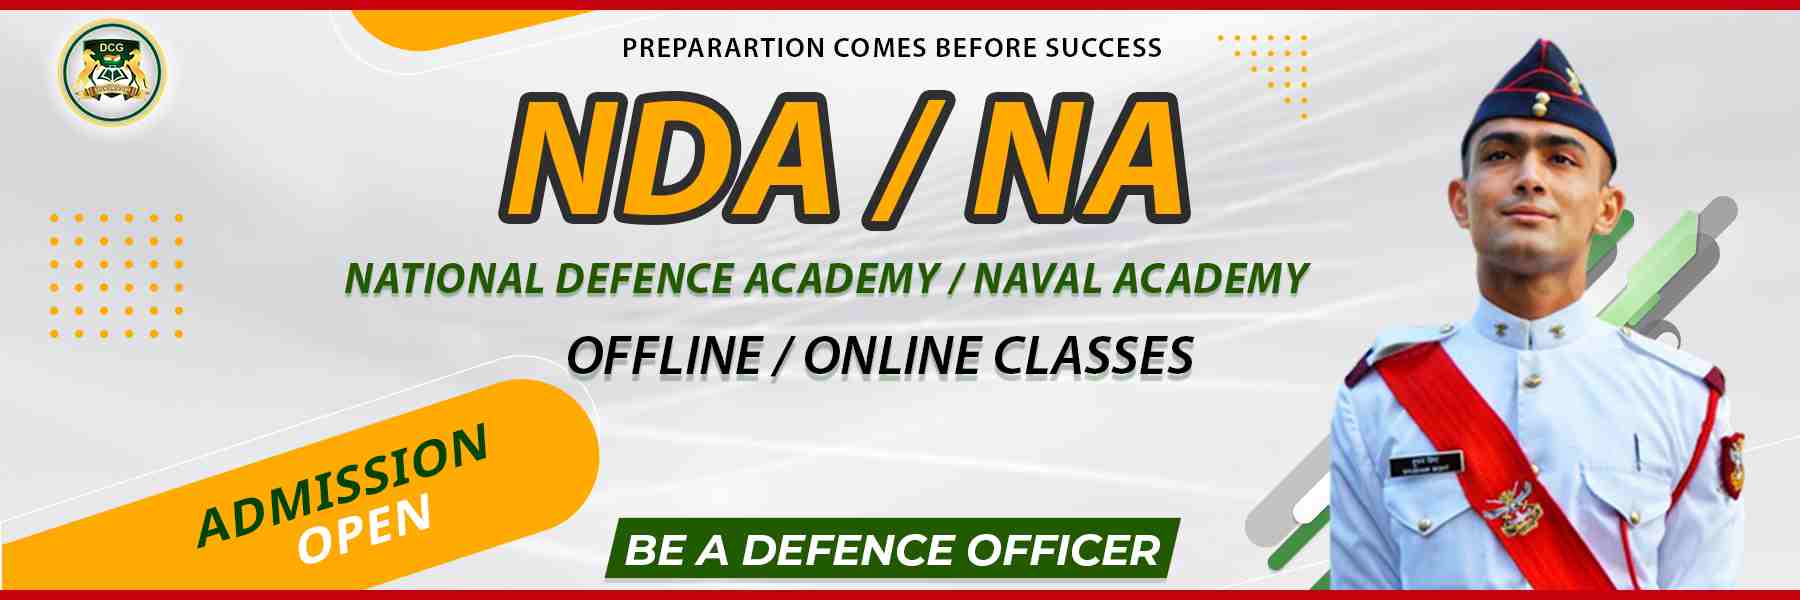 DCG
PREPARARTION COMES BEFORE SUCCESS
NDA / NA
NATIONAL DEFENCE ACADEMY / NAVAL ACADEMY
OFFLINE / ONLINE CLASSES
ADMISSION
OPEN
BE A DEFENCE OFFICER